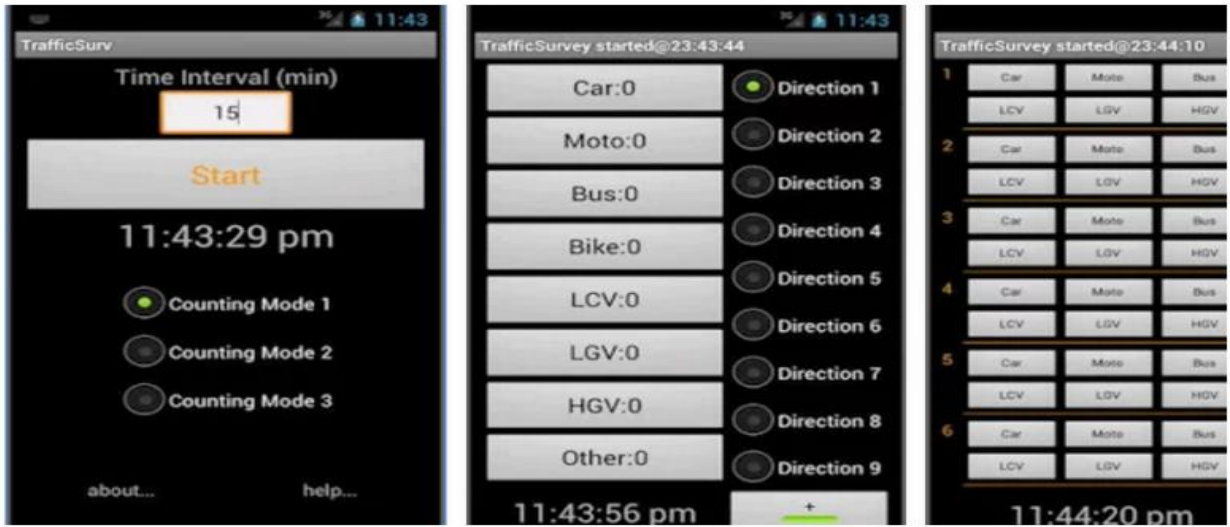 3G 11:43
TrafficSurv
Time Interval (min)
15
Start
11:43:29 pm
Counting Mode 1
Counting Mode 2
Counting Mode 3
about... help...
3G 11:43
TrafficSurvey started@23:43:44
Car:0 Direction 1
Moto:0 Direction 2
Bus:0 Direction 3
Bike:0 Direction 4
LCV:0 Direction 5
LGV:0 Direction 6
HGV:0 Direction 7
Other:0 Direction 8
Direction 9
11:43:56 pm +
TrafficSurvey started@23:44:10
1 Car Moto Bus
LCV LGV HGV
2 Car Moto Bus
LCV LGV HGV
3 Car Moto Bus
LCV LGV HGV
4 Car Moto Bus
LCV LGV HGV
5 Car Moto Bus
LCV LGV HGV
6 Car Moto Bus
LCV LGV HGV
11:44:20 pm